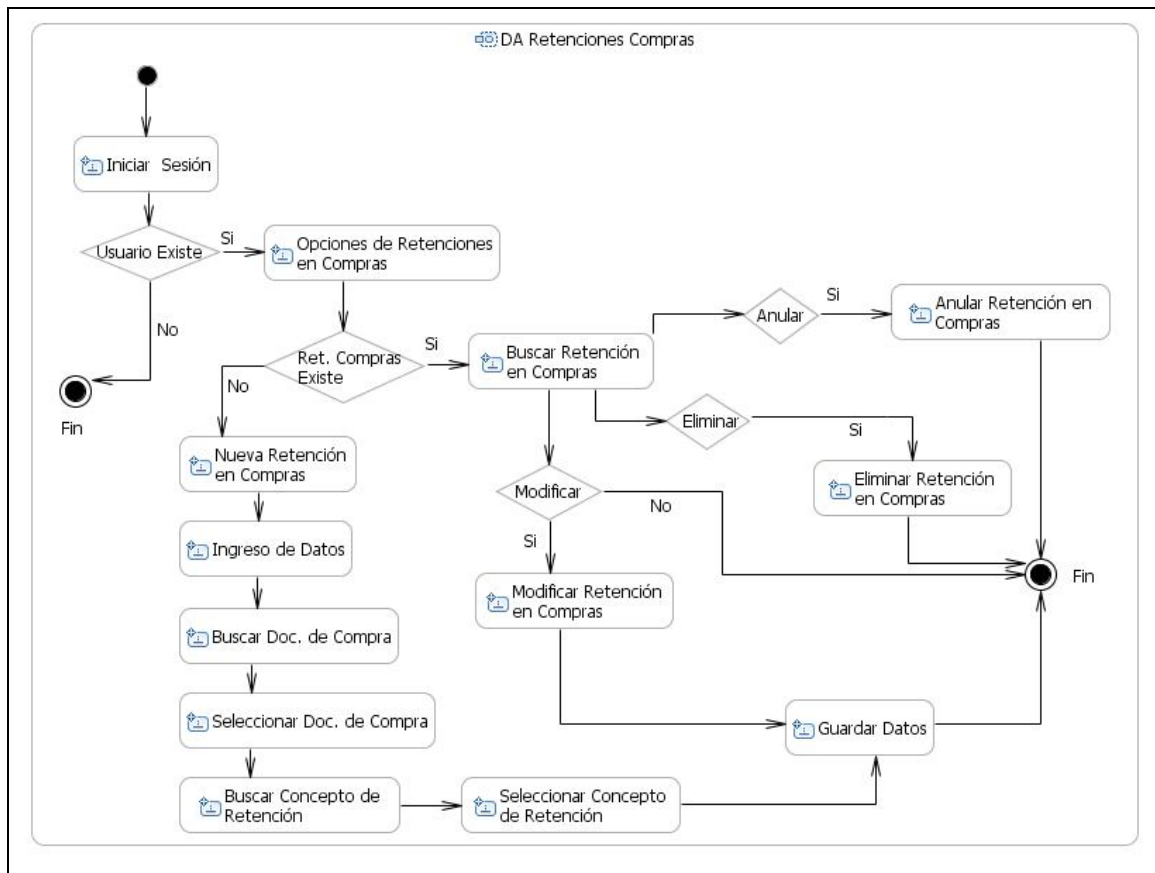 DA Retenciones Compras
Iniciar Sesión
Usuario Existe
Si
Opciones de Retenciones
en Compras
No
Fin
Ret. Compras
Existe
Si
No
Buscar Retención
en Compras
Anular
Si
Anular Retención en
Compras
Eliminar
Si
Eliminar Retención
en Compras
Modificar
No
Si
Modificar Retención
en Compras
Fin
Nueva Retención
en Compras
Ingreso de Datos
Buscar Doc. de Compra
Seleccionar Doc. de Compra
Buscar Concepto de
Retención
Seleccionar Concepto
de Retención
Guardar Datos